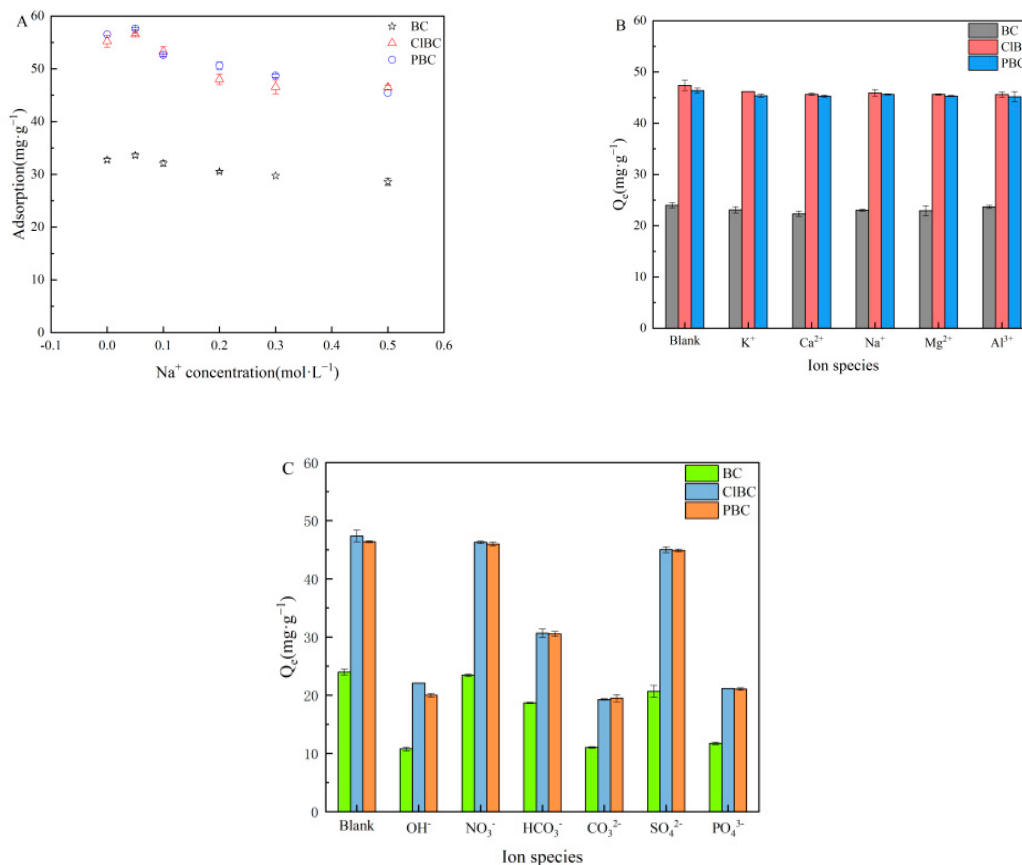 A
BC
ClBC
PBC
Adsorption(mg·g⁻¹)
60
50
40
30
20
10
0
-0.1 0.0 0.1 0.2 0.3 0.4 0.5 0.6
Na⁺ concentration(mol·L⁻¹)
B
BC
ClBC
PBC
Qₑ(mg·g⁻¹)
60
50
40
30
20
10
0
Blank K⁺ Ca²⁺ Na⁺ Mg²⁺ Al³⁺
Ion species
C
BC
ClBC
PBC
Qₑ(mg·g⁻¹)
60
50
40
30
20
10
0
Blank OH⁻ NO₃⁻ HCO₃⁻ CO₃²⁻ SO₄²⁻ PO₄³⁻
Ion species